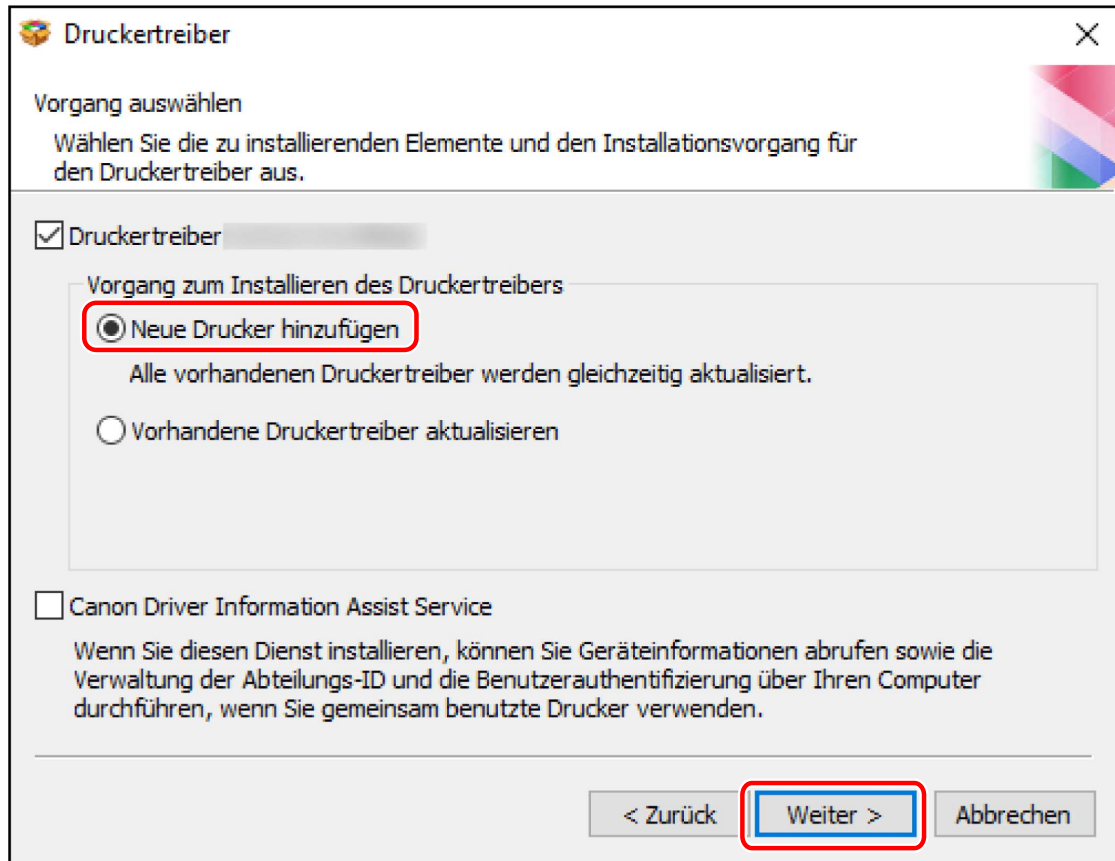 Druckertreiber
Vorgang auswählen
Wählen Sie die zu installierenden Elemente und den Installationsvorgang für
den Druckertreiber aus.
Druckertreiber
Vorgang zum Installieren des Druckertreibers
Neue Drucker hinzufügen
Alle vorhandenen Druckertreiber werden gleichzeitig aktualisiert.
Vorhandene Druckertreiber aktualisieren
Canon Driver Information Assist Service
Wenn Sie diesen Dienst installieren, können Sie Geräteinformationen abrufen sowie die
Verwaltung der Abteilungs-ID und die Benutzerauthentifizierung über Ihren Computer
durchführen, wenn Sie gemeinsam benutzte Drucker verwenden.
< Zurück Weiter > Abbrechen